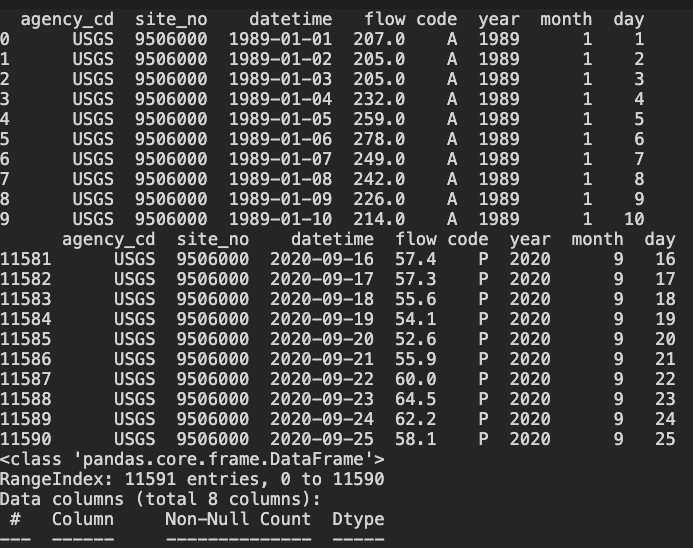 agency_cd  site_no    datetime   flow code  year  month  day
0      USGS  9506000  1989-01-01  207.0    A  1989      1    1
1      USGS  9506000  1989-01-02  205.0    A  1989      1    2
2      USGS  9506000  1989-01-03  205.0    A  1989      1    3
3      USGS  9506000  1989-01-04  232.0    A  1989      1    4
4      USGS  9506000  1989-01-05  259.0    A  1989      1    5
5      USGS  9506000  1989-01-06  278.0    A  1989      1    6
6      USGS  9506000  1989-01-07  249.0    A  1989      1    7
7      USGS  9506000  1989-01-08  242.0    A  1989      1    8
8      USGS  9506000  1989-01-09  226.0    A  1989      1    9
9      USGS  9506000  1989-01-10  214.0    A  1989      1   10
      agency_cd  site_no    datetime  flow code  year  month  day
11581      USGS  9506000  2020-09-16  57.4    P  2020      9   16
11582      USGS  9506000  2020-09-17  57.3    P  2020      9   17
11583      USGS  9506000  2020-09-18  55.6    P  2020      9   18
11584      USGS  9506000  2020-09-19  54.1    P  2020      9   19
11585      USGS  9506000  2020-09-20  52.6    P  2020      9   20
11586      USGS  9506000  2020-09-21  55.9    P  2020      9   21
11587      USGS  9506000  2020-09-22  60.0    P  2020      9   22
11588      USGS  9506000  2020-09-23  64.5    P  2020      9   23
11589      USGS  9506000  2020-09-24  62.2    P  2020      9   24
11590      USGS  9506000  2020-09-25  58.1    P  2020      9   25
<class 'pandas.core.frame.DataFrame'>
RangeIndex: 11591 entries, 0 to 11590
Data columns (total 8 columns):
 #   Column     Non-Null Count  Dtype
---  ------     --------------  -----